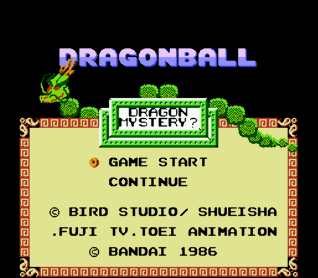 DRAGONBALL
DRAGON
MYSTERY?
GAME START
CONTINUE
© BIRD STUDIO/ SHUEISHA
.FUJI TV.TOEI ANIMATION
© BANDAI 1986